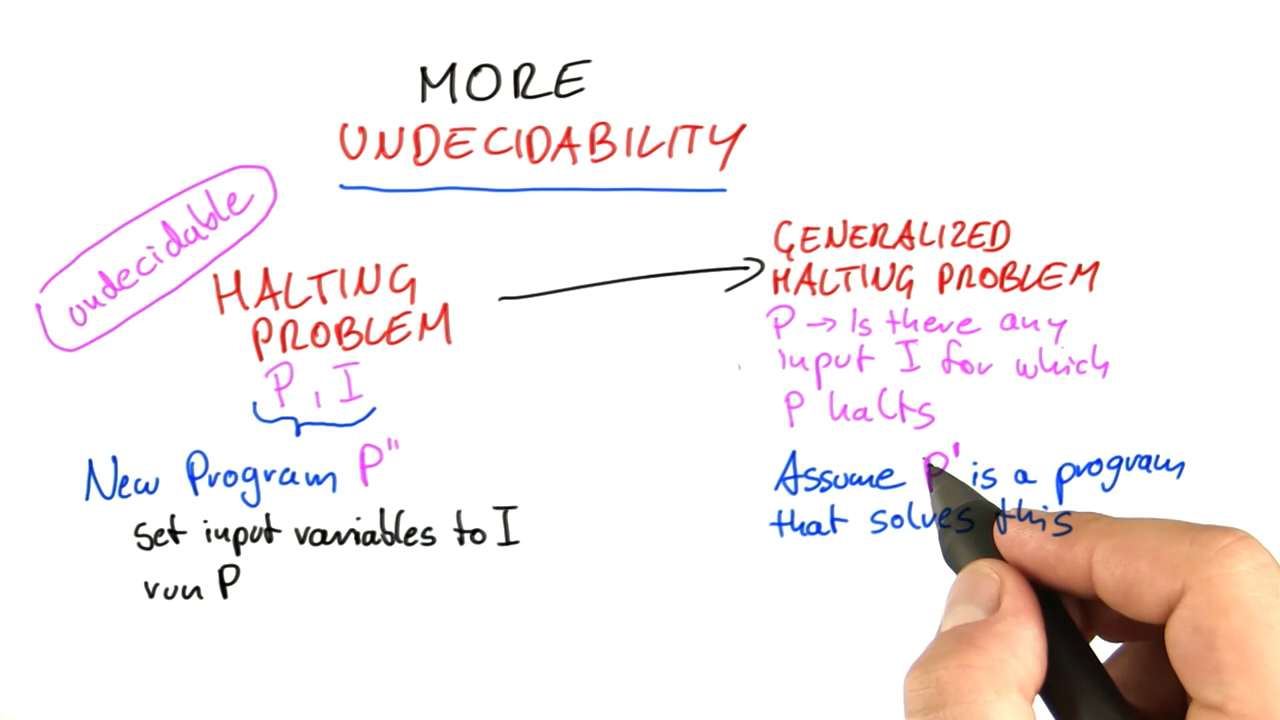 MORE
UNDECIDABILITY
undecidable
HALTING
PROBLEM
P, I
New Program P"
set input variables to I
run P
GENERALIZED
HALTING PROBLEM
P → Is there any
input I for which
P halts
Assume P' is a program
that solves this